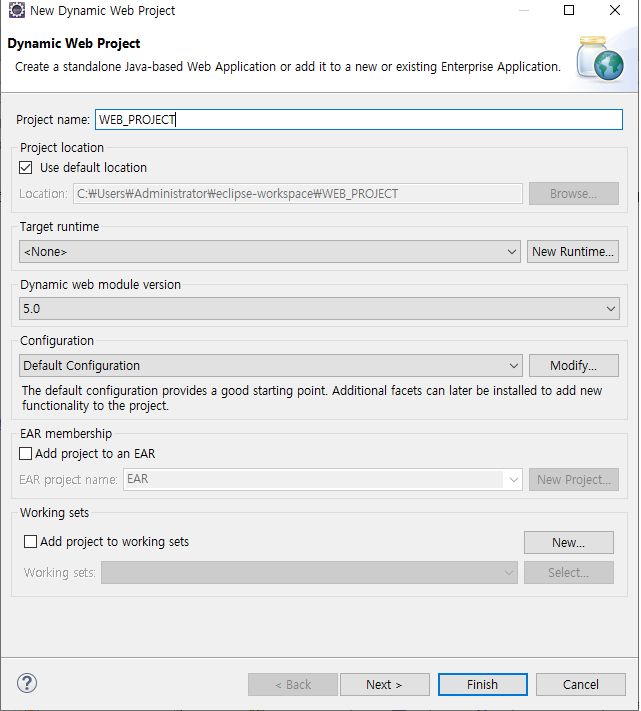 New Dynamic Web Project
Dynamic Web Project
Create a standalone Java-based Web Application or add it to a new or existing Enterprise Application.
Project name: WEB_PROJECT
Project location
Use default location
Location: C:₩Users₩Administrator₩eclipse-workspace₩WEB_PROJECT Browse...
Target runtime
<None> New Runtime...
Dynamic web module version
5.0
Configuration
Default Configuration Modify...
The default configuration provides a good starting point. Additional facets can later be installed to add new
functionality to the project.
EAR membership
Add project to an EAR
EAR project name: EAR New Project...
Working sets
Add project to working sets New...
Working sets: Select...
? < Back Next > Finish Cancel